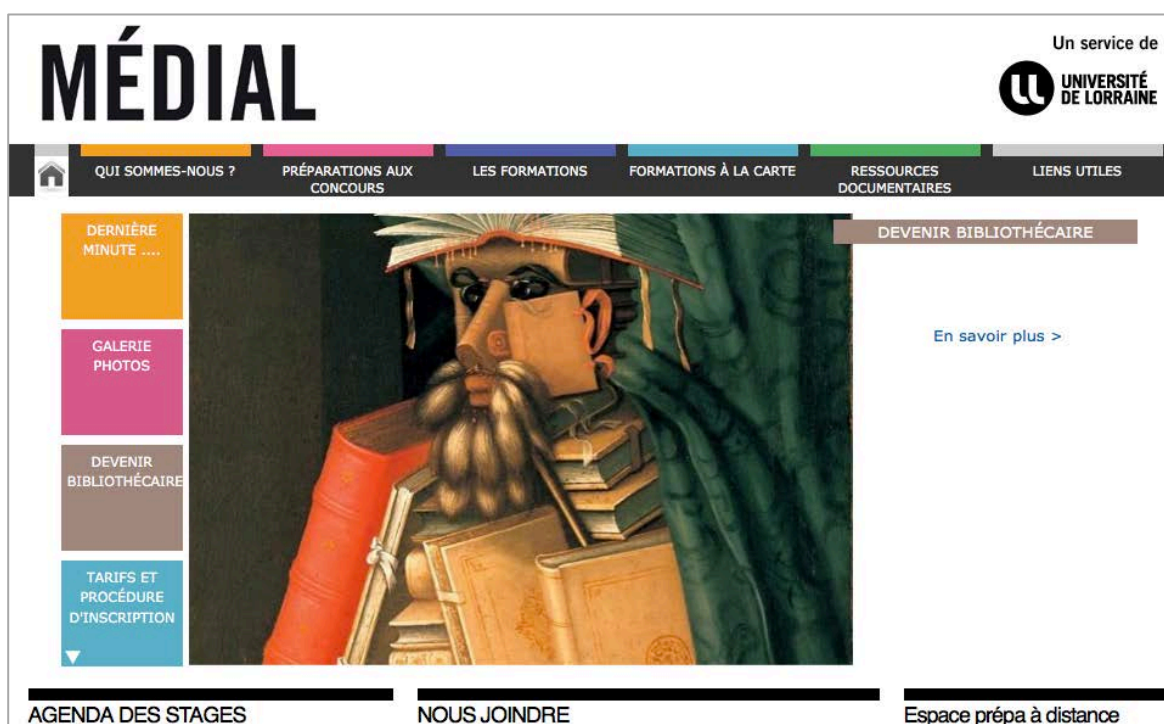 MÉDIAL
Un service de
UNIVERSITÉ
DE LORRAINE
QUI SOMMES-NOUS ?
PRÉPARATIONS AUX
CONCOURS
LES FORMATIONS
FORMATIONS À LA CARTE
RESSOURCES
DOCUMENTAIRES
LIENS UTILES
DERNIÈRE
MINUTE ....
GALERIE
PHOTOS
DEVENIR
BIBLIOTHÉCAIRE
TARIFS ET
PROCÉDURE
D'INSCRIPTION
DEVENIR BIBLIOTHÉCAIRE
En savoir plus >
AGENDA DES STAGES
NOUS JOINDRE
Espace prépa à distance